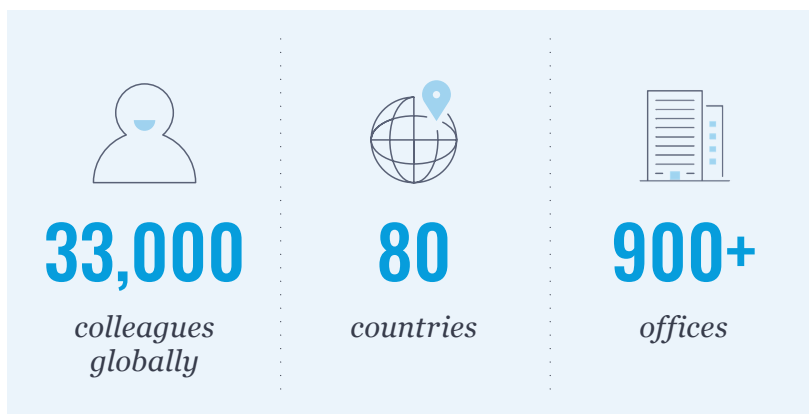 33,000
colleagues
globally
80
countries
900+
offices